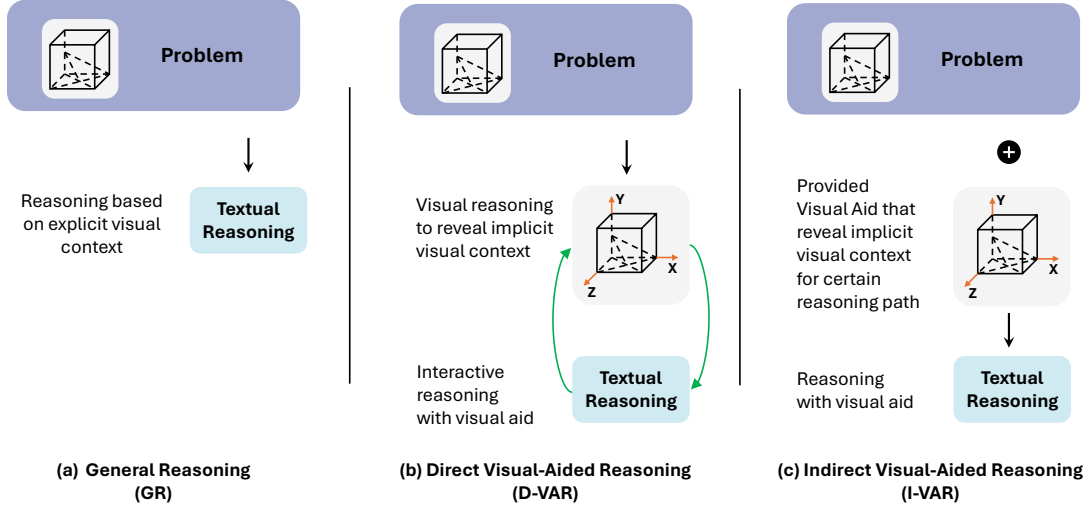 Problem
Reasoning based
on explicit visual
context
Textual
Reasoning
(a) General Reasoning
(GR)
Problem
Visual reasoning
to reveal implicit
visual context
Y
X
Z
Interactive
reasoning
with visual aid
Textual
Reasoning
(b) Direct Visual-Aided Reasoning
(D-VAR)
Problem
Provided
Visual Aid that
reveal implicit
visual context
for certain
reasoning path
Y
X
Z
Reasoning
with visual aid
Textual
Reasoning
(c) Indirect Visual-Aided Reasoning
(I-VAR)